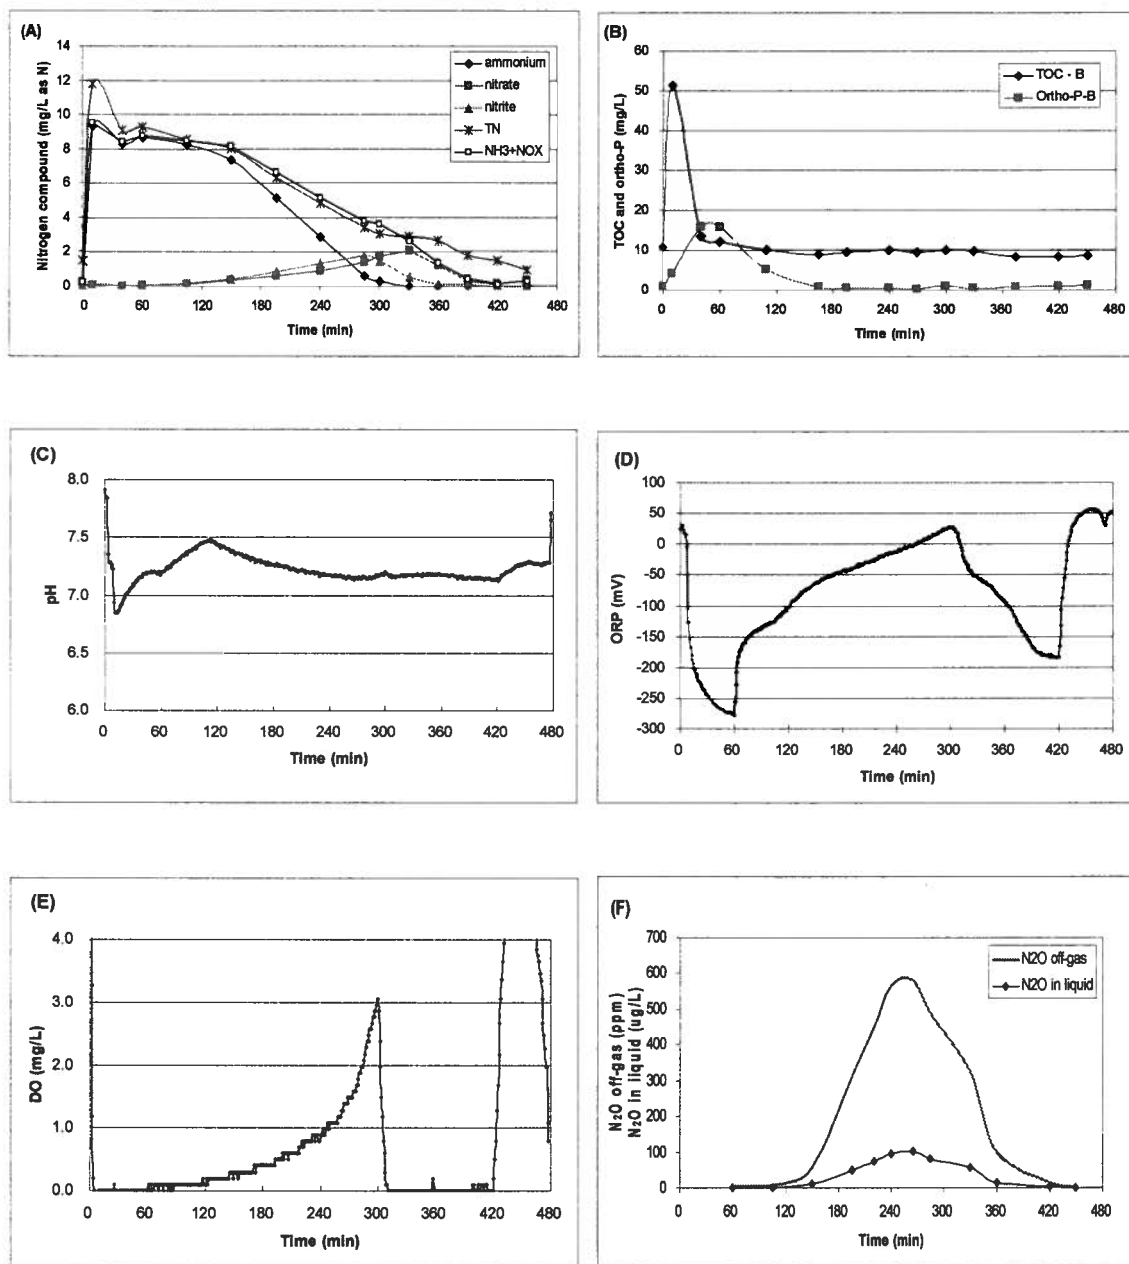 (A)
14
12
10
8
6
4
2
0
Nitrogen compound (mg/L as N)
ammonium
nitrate
nitrite
TN
NH3+NOX
0 60 120 180 240 300 360 420 480
Time (min)
(B)
60
50
40
30
20
10
0
TOC and ortho-P (mg/L)
TOC - B
Ortho-P-B
0 60 120 180 240 300 360 420 480
Time (min)
(C)
8.0
7.5
7.0
6.5
6.0
pH
0 60 120 180 240 300 360 420 480
Time (min)
(D)
100
50
0
-50
-100
-150
-200
-250
-300
ORP (mV)
0 60 120 180 240 300 360 420 480
Time (min)
(E)
4.0
3.0
2.0
1.0
0.0
DO (mg/L)
0 60 120 180 240 300 360 420 480
Time (min)
(F)
700
600
500
400
300
200
100
0
N2O off-gas (ppm)
N2O in liquid (ug/L)
N2O off-gas
N2O in liquid
0 60 120 180 240 300 360 420 480
Time (min)